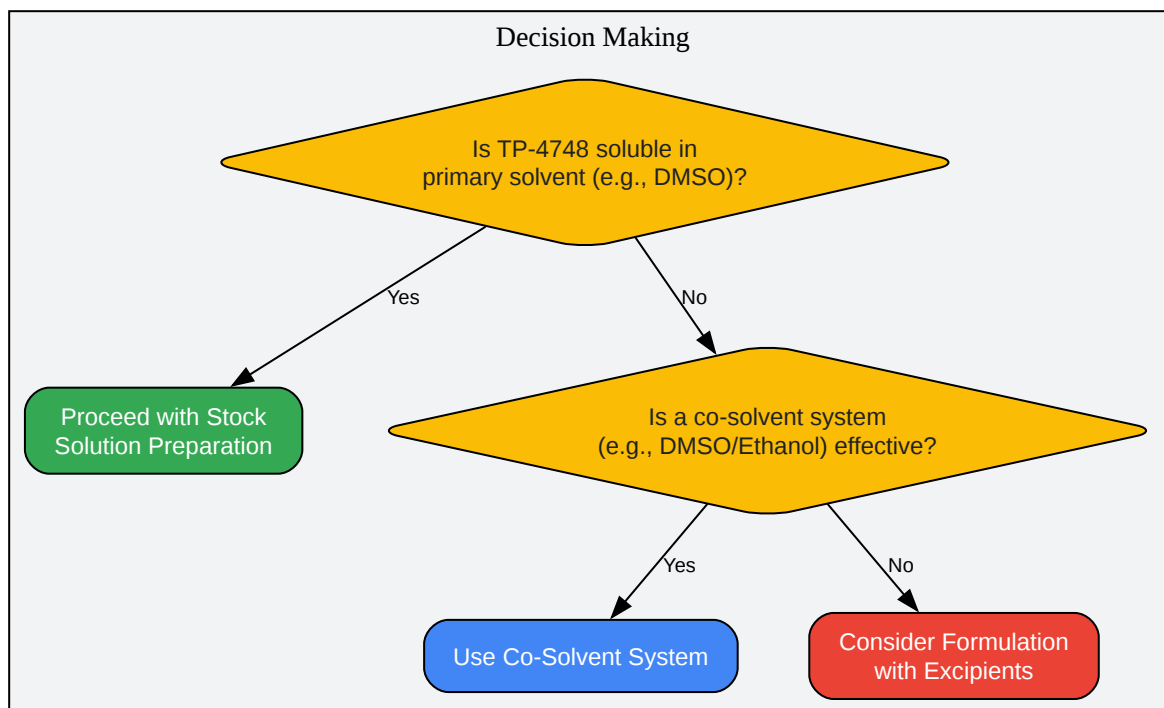 Decision Making
Is TP-4748 soluble in
primary solvent (e.g., DMSO)?
Yes
No
Proceed with Stock
Solution Preparation
Is a co-solvent system
(e.g., DMSO/Ethanol) effective?
Yes
No
Use Co-Solvent System
Consider Formulation
with Excipients